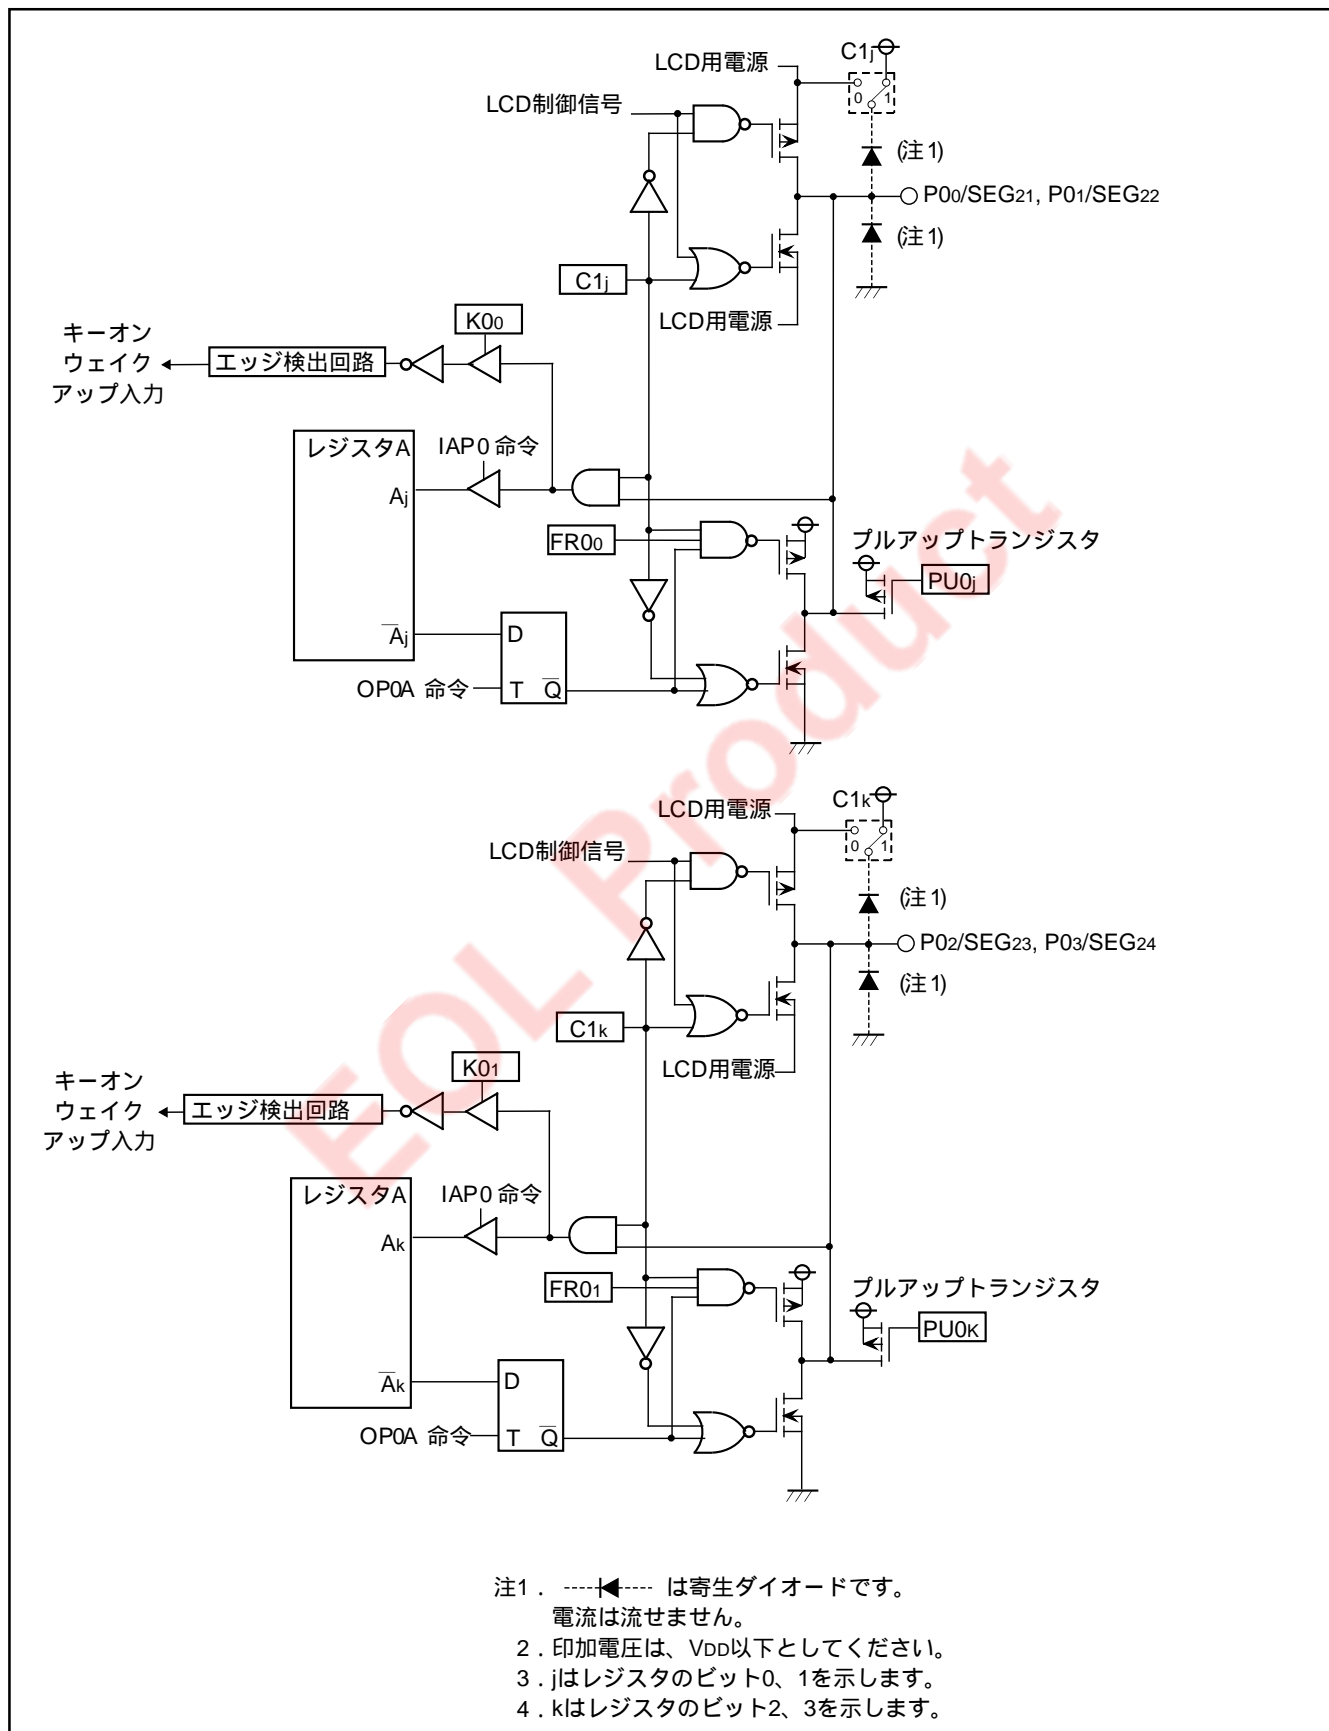 LCD用電源
C1j
0 1
LCD制御信号
(注1)
P00/SEG21, P01/SEG22
(注1)
C1j
LCD用電源
K00
キーオン
ウェイク
アップ入力
エッジ検出回路
レジスタA
IAP0 命令
Aj
FR00
プルアップトランジスタ
PU0j
A̅j
D
OP0A 命令
T Q̅
LCD用電源
C1k
0 1
LCD制御信号
(注1)
P02/SEG23, P03/SEG24
(注1)
C1k
LCD用電源
K01
キーオン
ウェイク
アップ入力
エッジ検出回路
レジスタA
IAP0 命令
Ak
FR01
プルアップトランジスタ
PU0K
A̅k
D
OP0A 命令
T Q̅
EOL Product
注1. は寄生ダイオードです。
電流は流せません。
2.印加電圧は、VDD以下としてください。
3.jはレジスタのビット0、1を示します。
4.kはレジスタのビット2、3を示します。